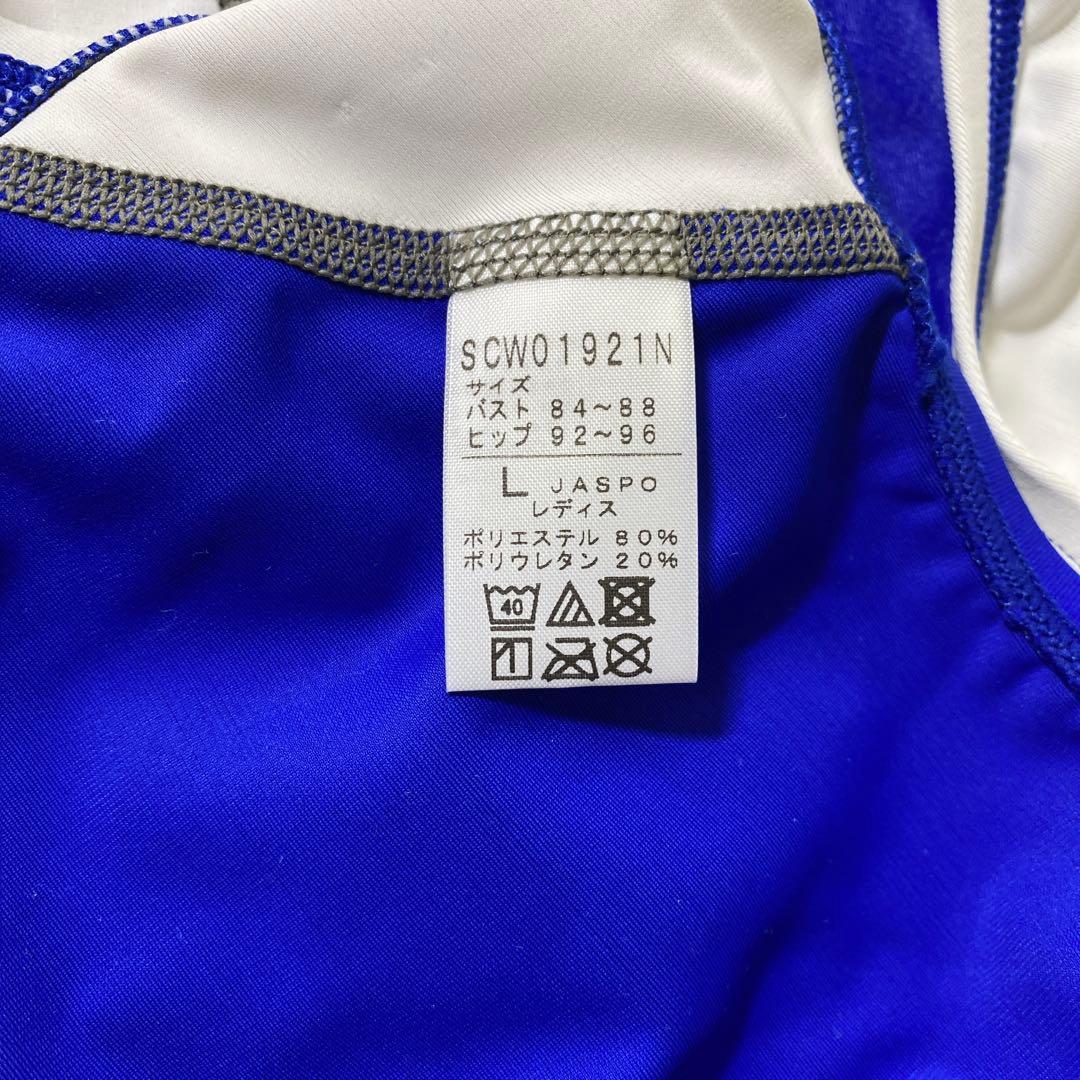 SCW01921N
サイズ
バスト 84～88
ヒップ 92～96
L JASPO
レディス
ポリエステル 80%
ポリウレタン 20%
40